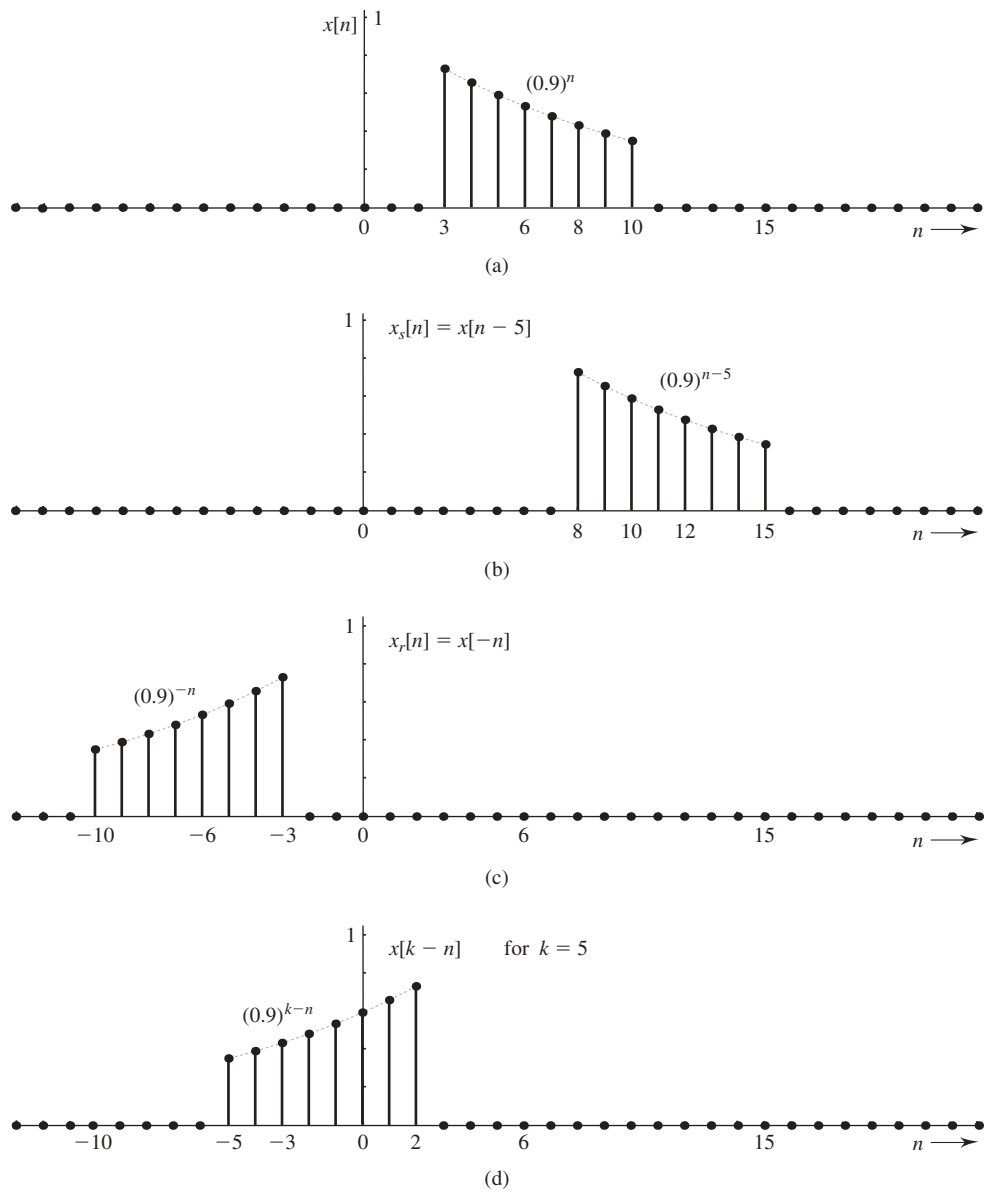 x[n] 1
(0.9)^n
0 3 6 8 10 15 n
(a)
1 x_s[n] = x[n − 5]
(0.9)^{n−5}
0 8 10 12 15 n
(b)
1 x_r[n] = x[−n]
(0.9)^{−n}
−10 −6 −3 0 6 15 n
(c)
1 x[k − n] for k = 5
(0.9)^{k−n}
−10 −5 −3 0 2 6 15 n
(d)